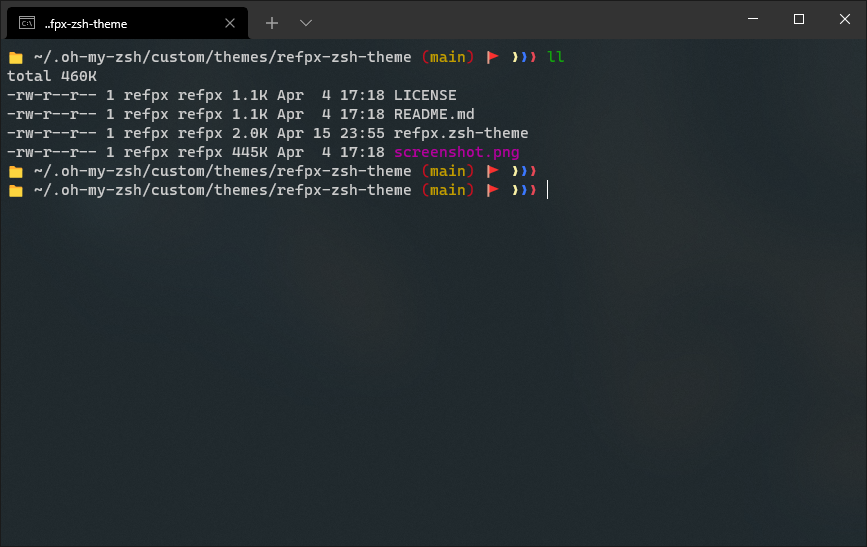 ..fpx-zsh-theme
~/.oh-my-zsh/custom/themes/refpx-zsh-theme (main) 🚩 ❩❩❩ ll
total 460K
-rw-r--r-- 1 refpx refpx 1.1K Apr  4 17:18 LICENSE
-rw-r--r-- 1 refpx refpx 1.1K Apr  4 17:18 README.md
-rw-r--r-- 1 refpx refpx 2.0K Apr 15 23:55 refpx.zsh-theme
-rw-r--r-- 1 refpx refpx 445K Apr  4 17:18 screenshot.png
~/.oh-my-zsh/custom/themes/refpx-zsh-theme (main) 🚩 ❩❩❩
~/.oh-my-zsh/custom/themes/refpx-zsh-theme (main) 🚩 ❩❩❩